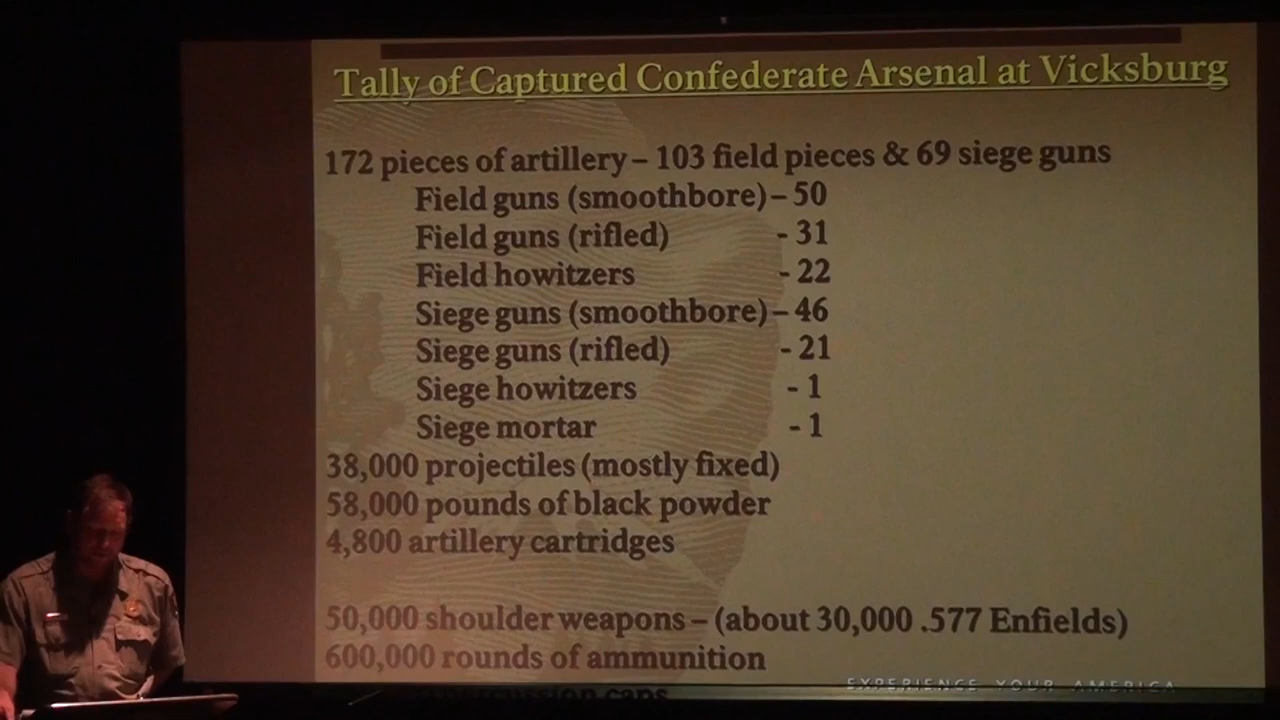 Tally of Captured Confederate Arsenal at Vicksburg
172 pieces of artillery – 103 field pieces & 69 siege guns
Field guns (smoothbore) – 50
Field guns (rifled) - 31
Field howitzers - 22
Siege guns (smoothbore) – 46
Siege guns (rifled) - 21
Siege howitzers - 1
Siege mortar - 1
38,000 projectiles (mostly fixed)
58,000 pounds of black powder
4,800 artillery cartridges
50,000 shoulder weapons – (about 30,000 .577 Enfields)
600,000 rounds of ammunition
EXPERIENCE YOUR AMERICA
percussion caps